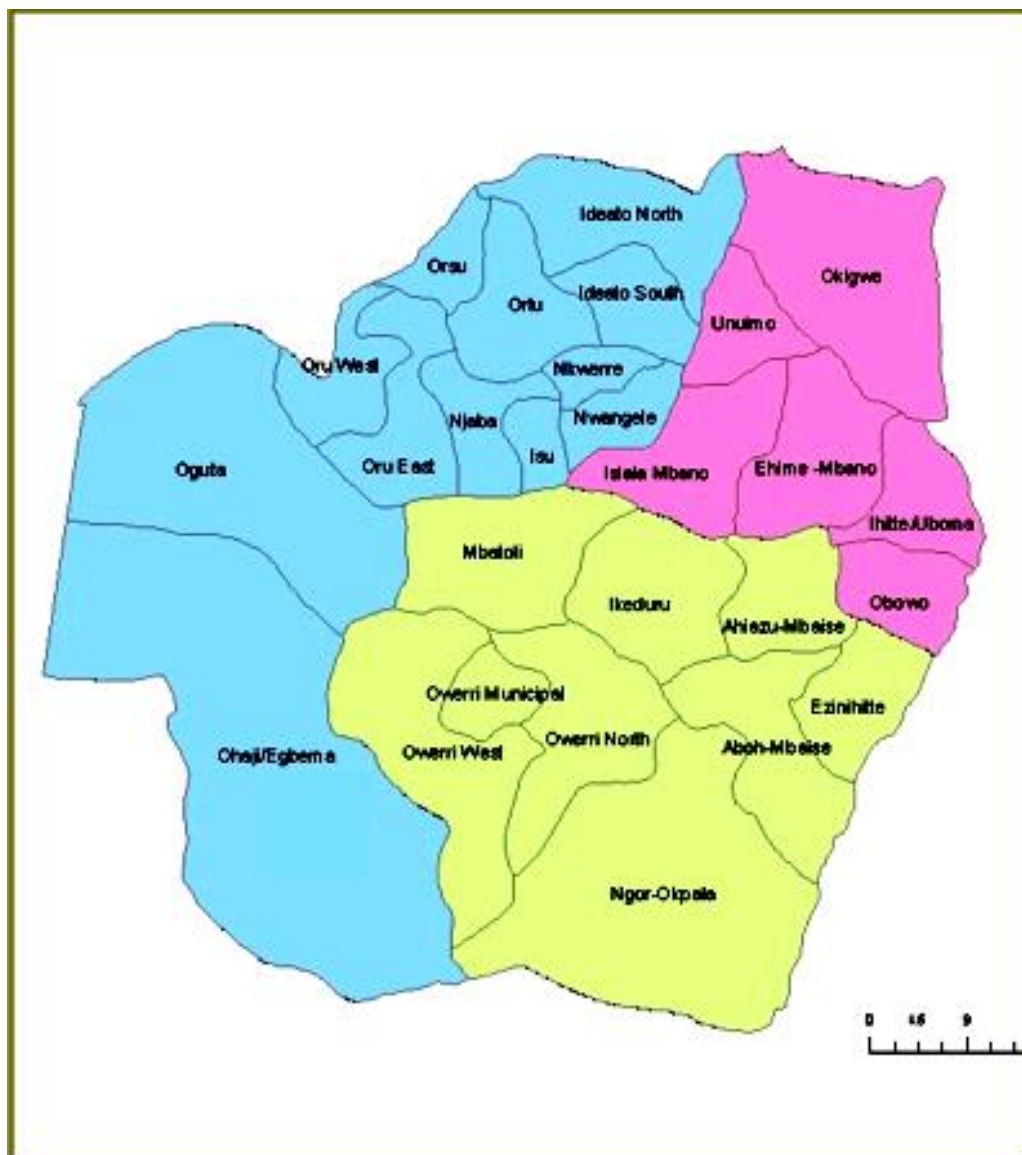 Ideato North
Orsu
Okigwe
Ideato South
Orlu
Unuimo
Oru West
Nkwerre
Njaba
Nwangele
Isu
Oru East
Oguta
Isiala Mbano
Ehime -Mbano
Ihitte/Uboma
Mbaitoli
Ikeduru
Obowo
Ahiazu-Mbaise
Owerri Municipal
Ezinihitte
Owerri West
Owerri North
Aboh-Mbaise
Ohaji/Egbema
Ngor-Okpala
0 4.5 9